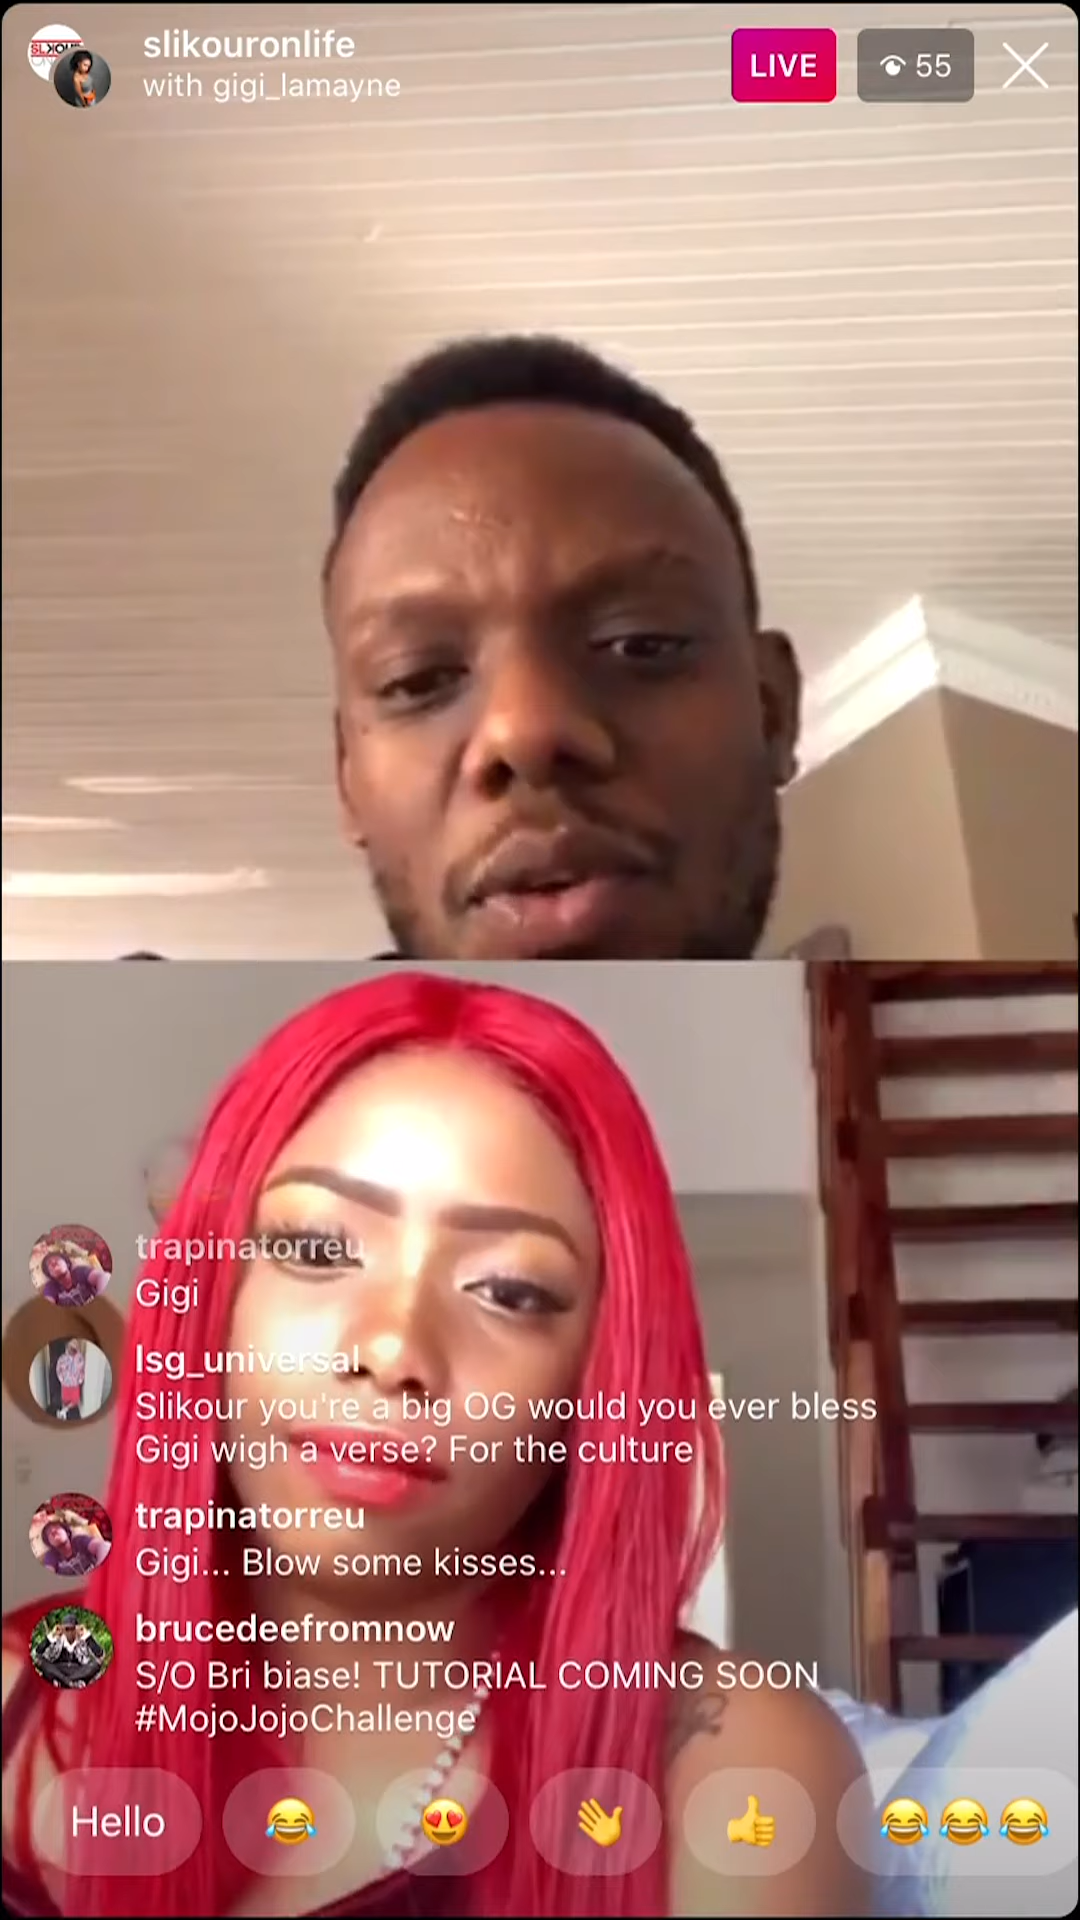 slikouronlife
with gigi_lamayne
LIVE
55
trapinatorreu
Gigi
lsg_universal
Slikour you're a big OG would you ever bless
Gigi wigh a verse? For the culture
trapinatorreu
Gigi... Blow some kisses...
brucedeefromnow
S/O Bri biase! TUTORIAL COMING SOON
#MojoJojoChallenge
Hello